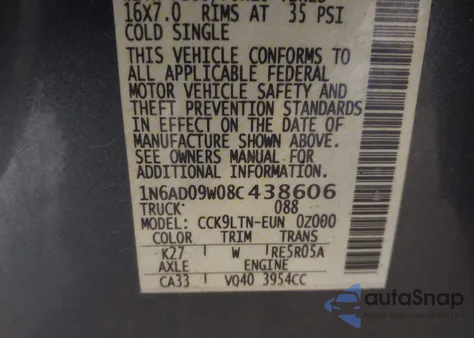 16X7.0 RIMS AT 35 PSI
COLD SINGLE
THIS VEHICLE CONFORMS TO
ALL APPLICABLE FEDERAL
MOTOR VEHICLE SAFETY AND
THEFT PREVENTION STANDARDS
IN EFFECT ON THE DAY OF
MANUFACTURE SHOWN ABOVE.
SEE OWNERS MANUAL FOR
ADDITIONAL INFORMATION.
1N6AD09W08C438606
TRUCK: 088
MODEL: CCK9LTN-EUN 0Z000
COLOR TRIM TRANS
K27 W RE5R05A
AXLE ENGINE
CA33 VQ40 3954CC
autaSnap